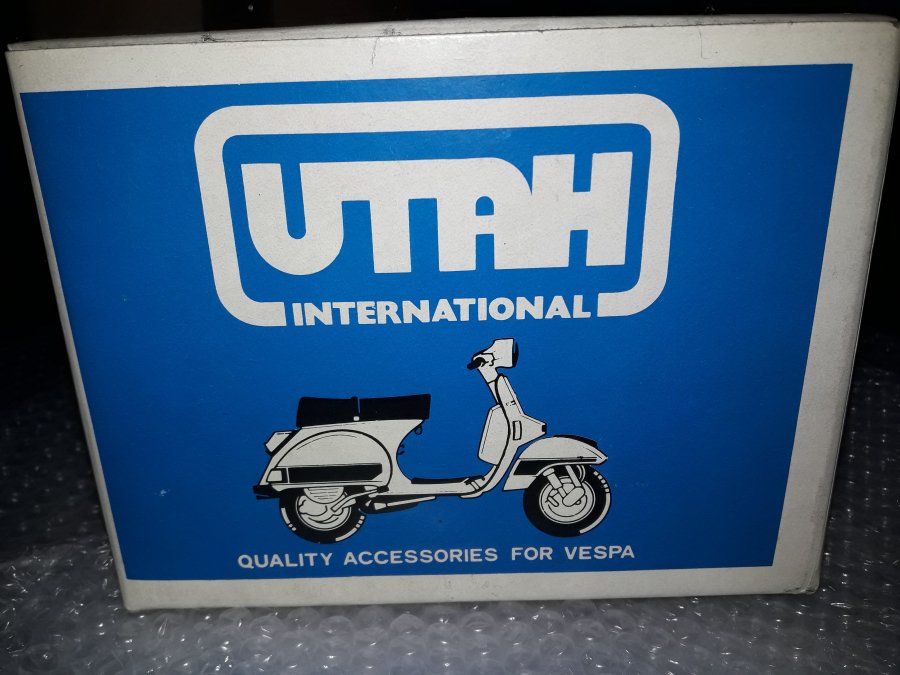 UTAH
INTERNATIONAL
QUALITY ACCESSORIES FOR VESPA